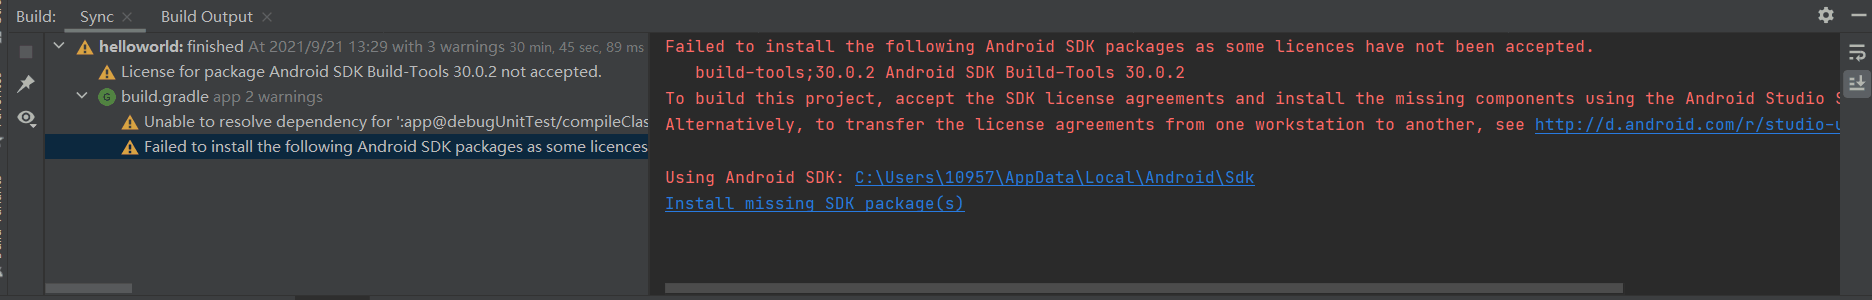 Build: Sync Build Output
helloworld: finished At 2021/9/21 13:29 with 3 warnings 30 min, 45 sec, 89 ms
License for package Android SDK Build-Tools 30.0.2 not accepted.
build.gradle app 2 warnings
Unable to resolve dependency for ':app@debugUnitTest/compileClas
Failed to install the following Android SDK packages as some licences
Failed to install the following Android SDK packages as some licences have not been accepted.
build-tools;30.0.2 Android SDK Build-Tools 30.0.2
To build this project, accept the SDK license agreements and install the missing components using the Android Studio S
Alternatively, to transfer the license agreements from one workstation to another, see http://d.android.com/r/studio-u
Using Android SDK: C:\Users\10957\AppData\Local\Android\Sdk
Install missing SDK package(s)